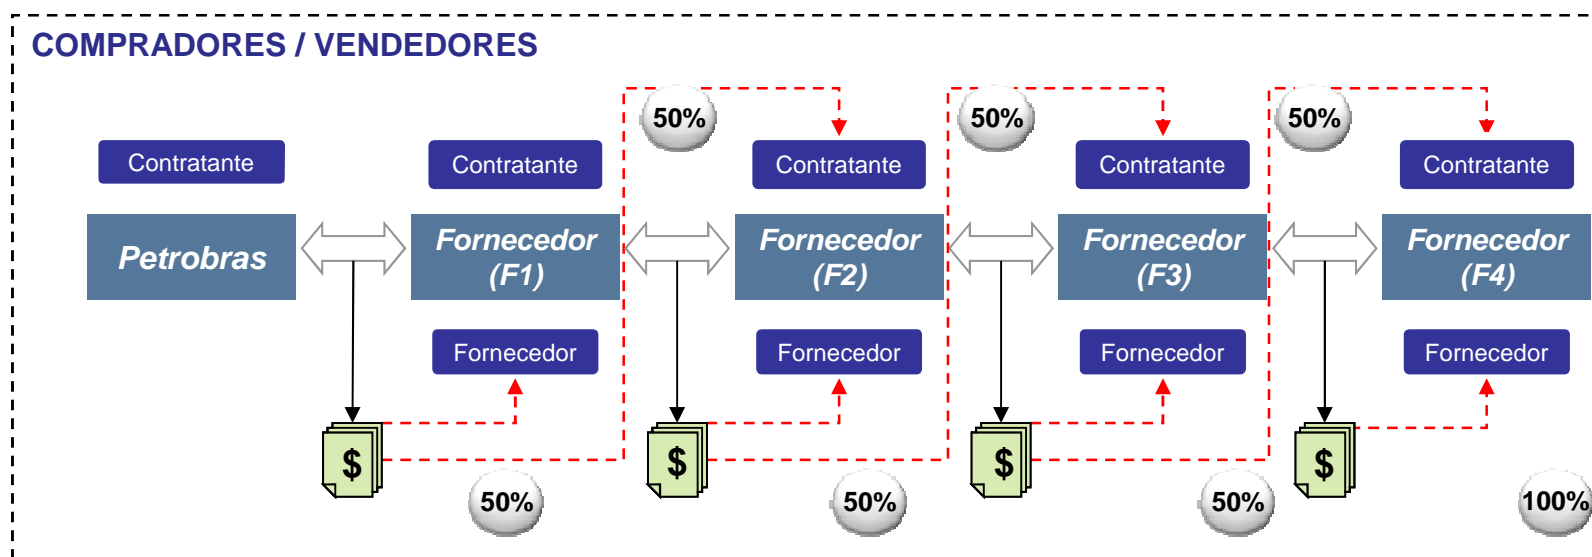 COMPRADORES / VENDEDORES
50%
50%
50%
Contratante
Contratante
Contratante
Contratante
Contratante
Petrobras
Fornecedor
(F1)
Fornecedor
(F2)
Fornecedor
(F3)
Fornecedor
(F4)
Fornecedor
Fornecedor
Fornecedor
Fornecedor
$
$
$
$
50%
50%
50%
100%